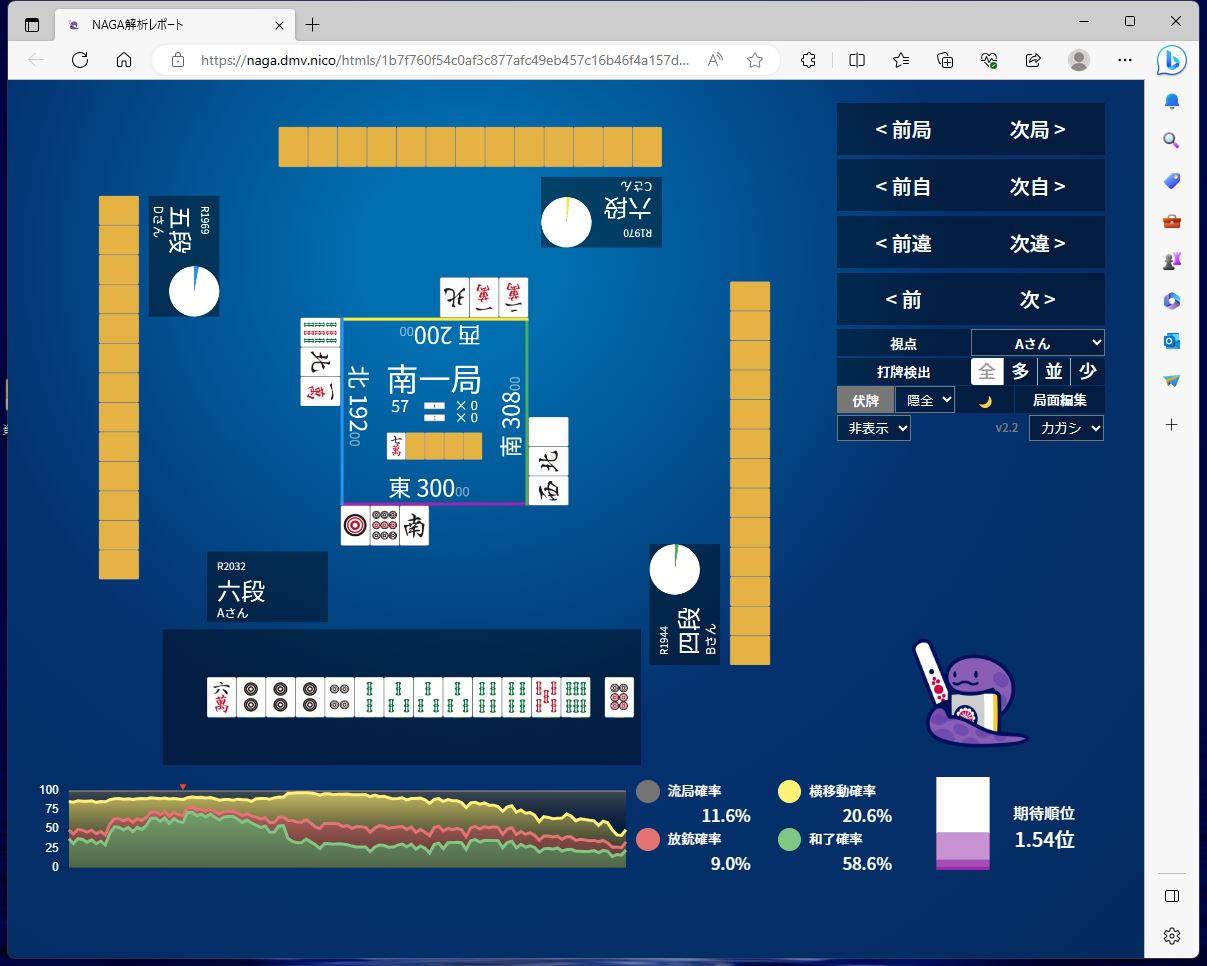 NAGA解析レポート
https://naga.dmv.nico/htmls/1b7f760f54c0af3c877afc49eb457c16b46f4a157d...
< 前局 次局 >
< 前自 次自 >
< 前違 次違 >
< 前 次 >
視点 Aさん
打牌検出 全 多 並 少
伏牌 隠全 🌙 局面編集
非表示 v2.2 カガシ
R1970
六段
Cさん
R1969
五段
Dさん
北 一萬 二萬
北 一萬
西 20000
北 19200
南一局
57 ×0
×0
七萬
南 30800
東 30000
北
西
南
R2032
六段
Aさん
R1944
四段
Bさん
六萬
100
75
50
25
0
流局確率
11.6%
横移動確率
20.6%
放銃確率
9.0%
和了確率
58.6%
期待順位
1.54位